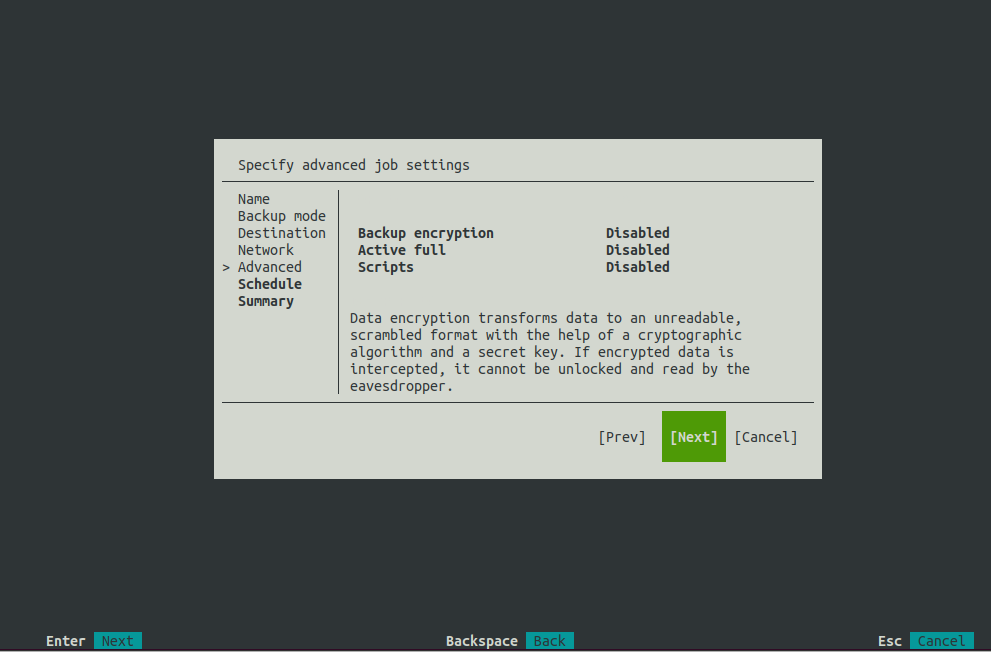 Specify advanced job settings
Name
Backup mode
Destination
Network
> Advanced
Schedule
Summary
Backup encryption Disabled
Active full Disabled
Scripts Disabled
Data encryption transforms data to an unreadable,
scrambled format with the help of a cryptographic
algorithm and a secret key. If encrypted data is
intercepted, it cannot be unlocked and read by the
eavesdropper.
[Prev] [Next] [Cancel]
Enter Next Backspace Back Esc Cancel